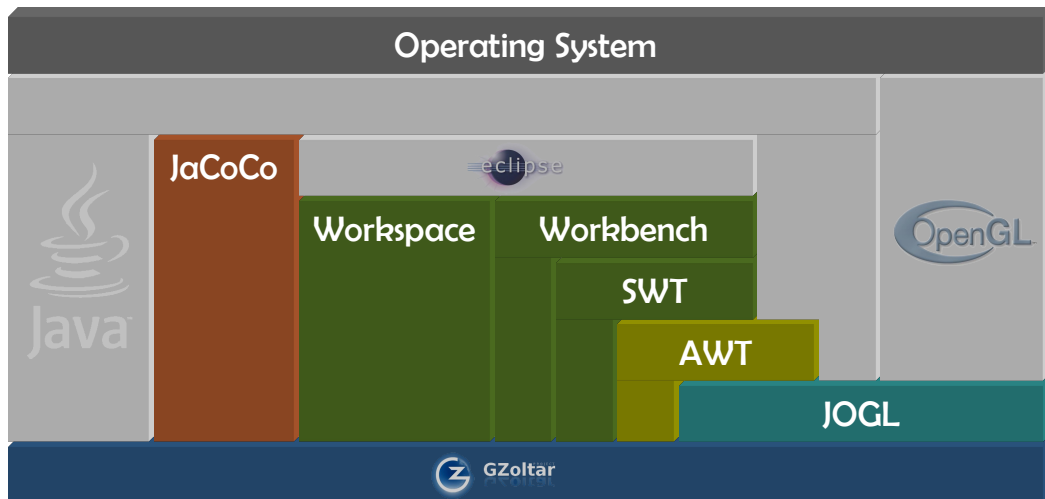 Operating System
JaCoCo
eclipse
Workspace
Workbench
OpenGL
SWT
Java
AWT
JOGL
GZoltar